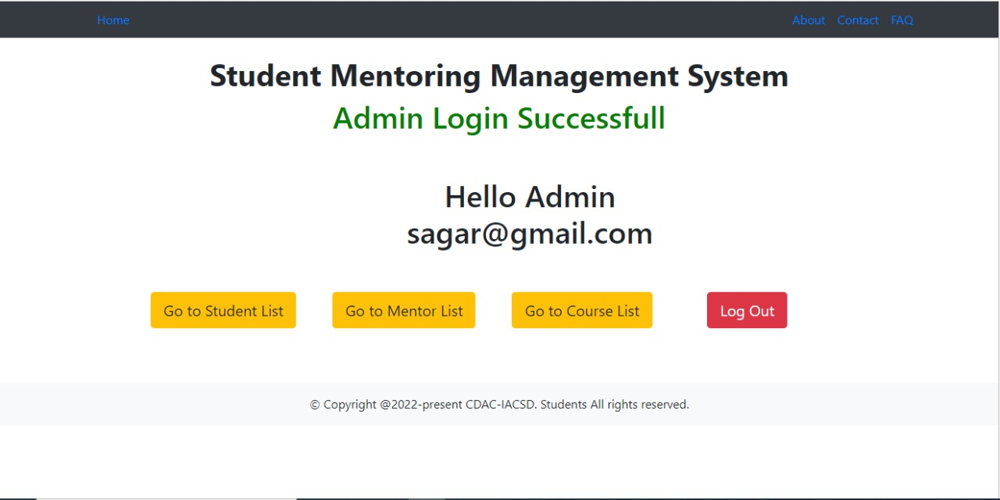 Home About Contact FAQ
Student Mentoring Management System
Admin Login Successfull
Hello Admin
sagar@gmail.com
Go to Student List Go to Mentor List Go to Course List Log Out
© Copyright @2022-present CDAC-IACSD. Students All rights reserved.